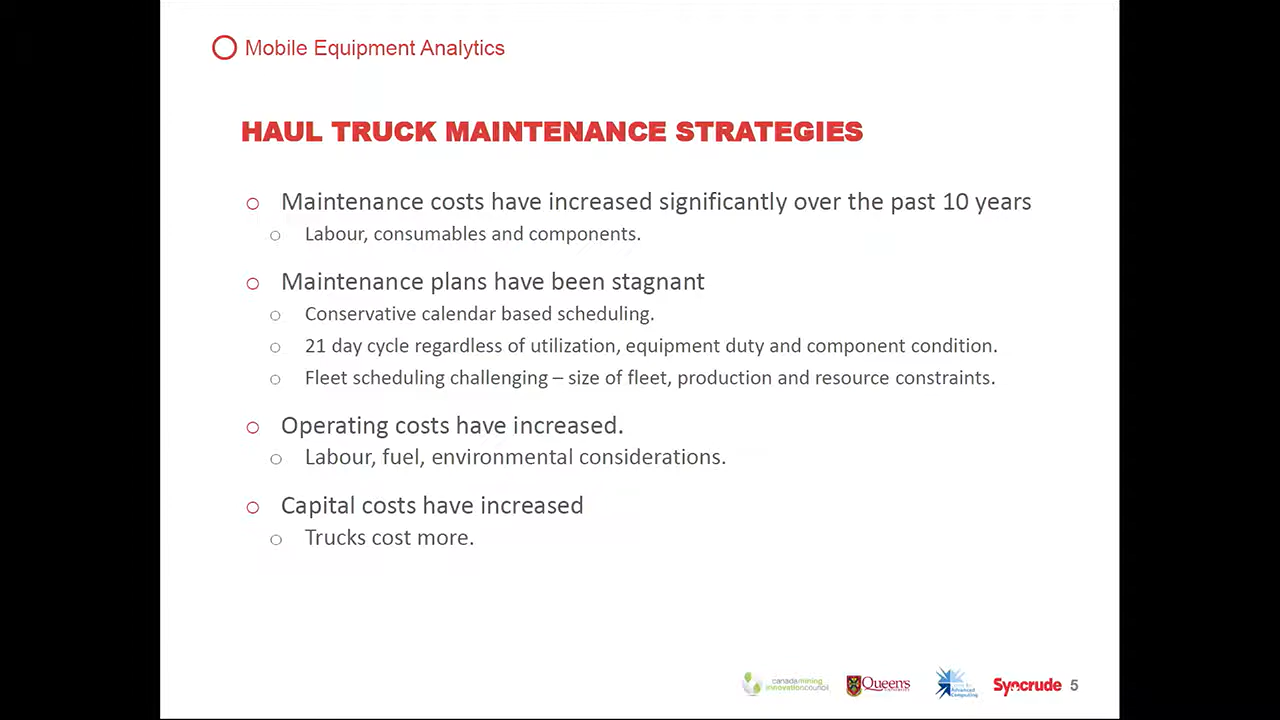 Mobile Equipment Analytics
HAUL TRUCK MAINTENANCE STRATEGIES
Maintenance costs have increased significantly over the past 10 years
Labour, consumables and components.
Maintenance plans have been stagnant
Conservative calendar based scheduling.
21 day cycle regardless of utilization, equipment duty and component condition.
Fleet scheduling challenging – size of fleet, production and resource constraints.
Operating costs have increased.
Labour, fuel, environmental considerations.
Capital costs have increased
Trucks cost more.
canada mining
innovation council
Queen's
Advanced
Computing
Syncrude
5